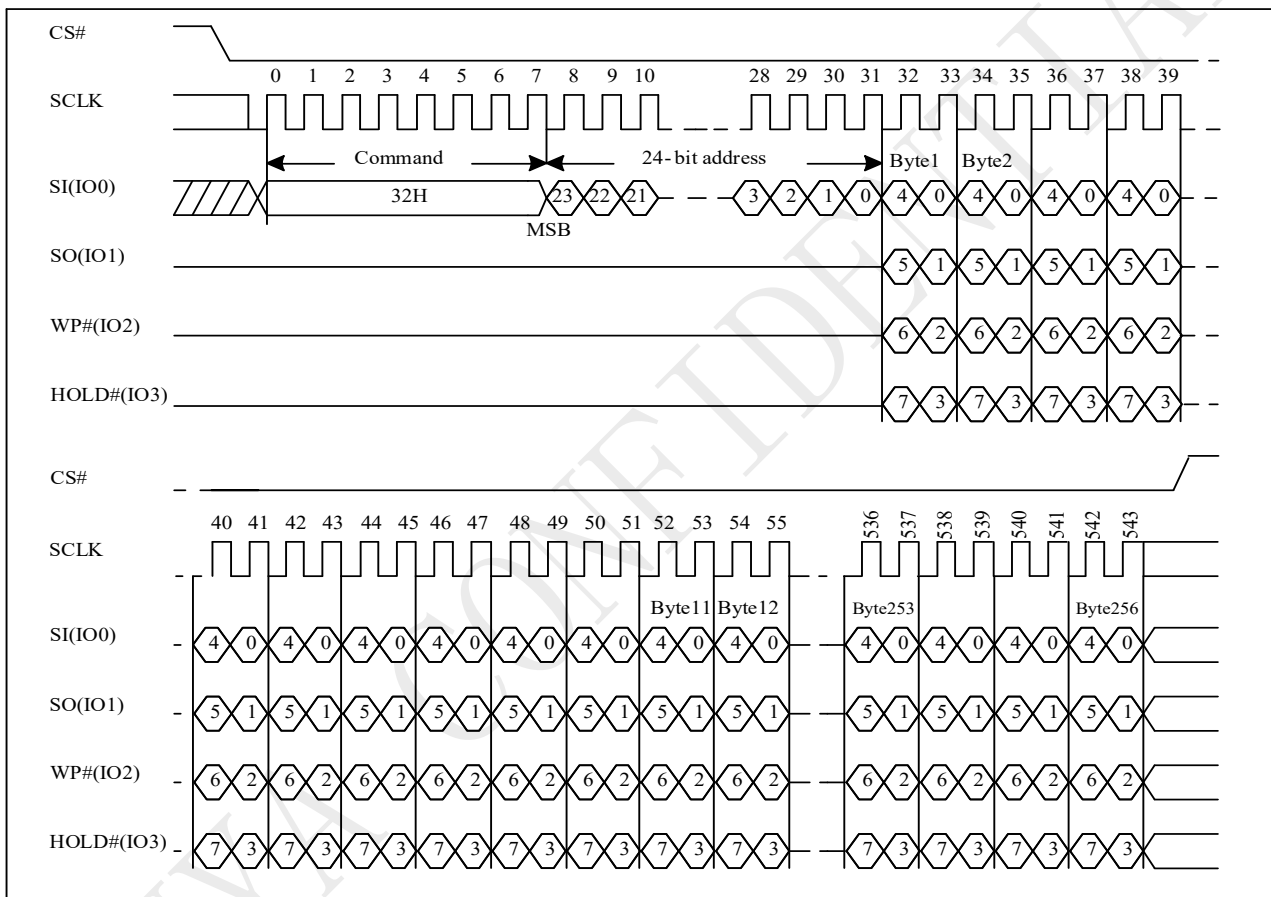 CS#
0 1 2 3 4 5 6 7 8 9 10 28 29 30 31 32 33 34 35 36 37 38 39
SCLK
Command 24-bit address Byte1 Byte2
SI(IO0) 32H 23 22 21 3 2 1 0 4 0 4 0 4 0 4 0
MSB
SO(IO1) 5 1 5 1 5 1 5 1
WP#(IO2) 6 2 6 2 6 2 6 2
HOLD#(IO3) 7 3 7 3 7 3 7 3
CS#
40 41 42 43 44 45 46 47 48 49 50 51 52 53 54 55 536 537 538 539 540 541 542 543
SCLK
Byte11 Byte12 Byte253 Byte256
SI(IO0) 4 0 4 0 4 0 4 0 4 0 4 0 4 0 4 0 4 0 4 0 4 0 4 0
SO(IO1) 5 1 5 1 5 1 5 1 5 1 5 1 5 1 5 1 5 1 5 1 5 1 5 1
WP#(IO2) 6 2 6 2 6 2 6 2 6 2 6 2 6 2 6 2 6 2 6 2 6 2 6 2
HOLD#(IO3) 7 3 7 3 7 3 7 3 7 3 7 3 7 3 7 3 7 3 7 3 7 3 7 3